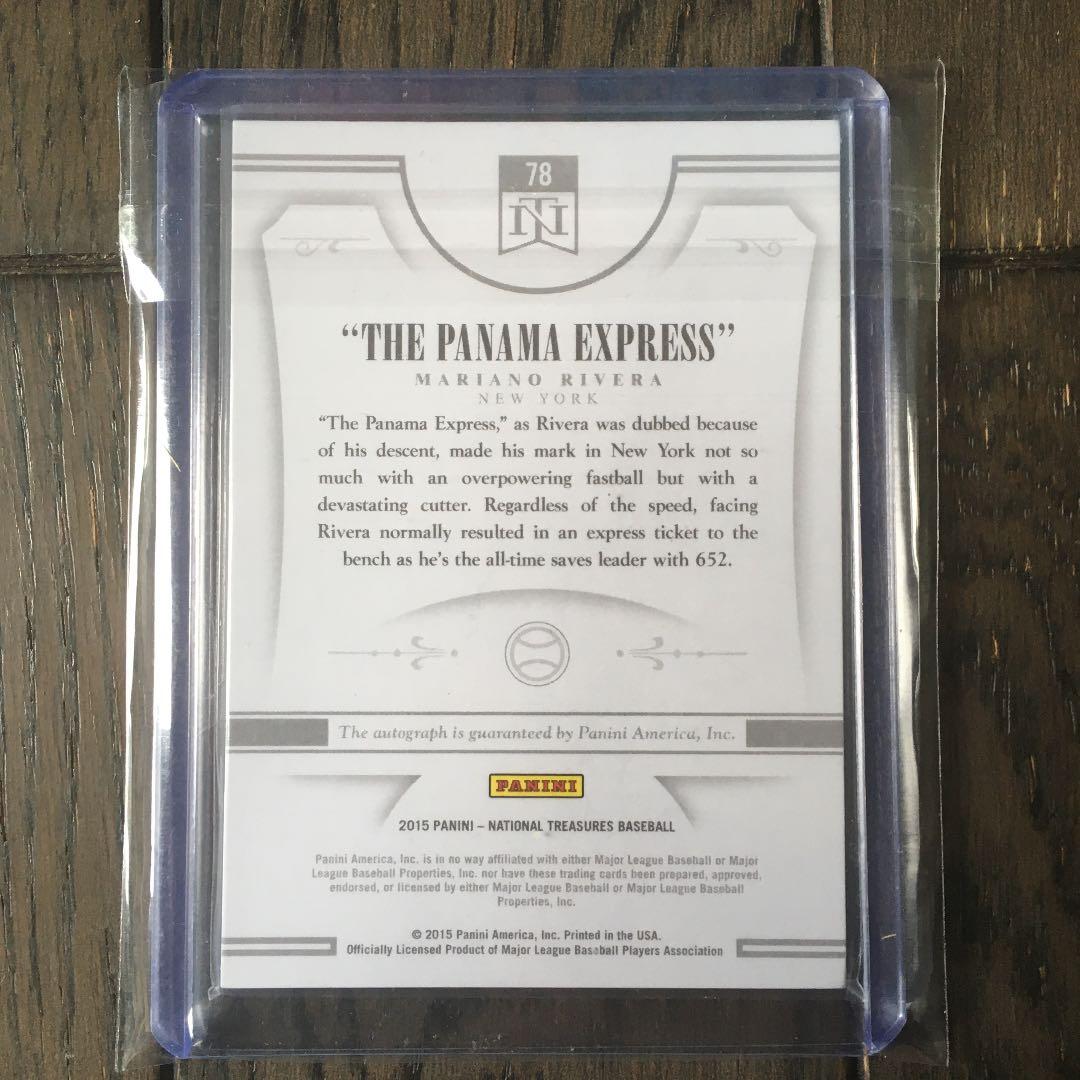 78
NT
“THE PANAMA EXPRESS”
MARIANO RIVERA
NEW YORK
“The Panama Express,” as Rivera was dubbed because
of his descent, made his mark in New York not so
much with an overpowering fastball but with a
devastating cutter. Regardless of the speed, facing
Rivera normally resulted in an express ticket to the
bench as he’s the all-time saves leader with 652.
The autograph is guaranteed by Panini America, Inc.
PANINI
2015 PANINI – NATIONAL TREASURES BASEBALL
Panini America, Inc. is in no way affiliated with either Major League Baseball or Major
League Baseball Properties, Inc. nor have these trading cards been prepared, approved,
endorsed, or licensed by either Major League Baseball or Major League Baseball
Properties, Inc.
© 2015 Panini America, Inc. Printed in the USA.
Officially Licensed Product of Major League Baseball Players Association